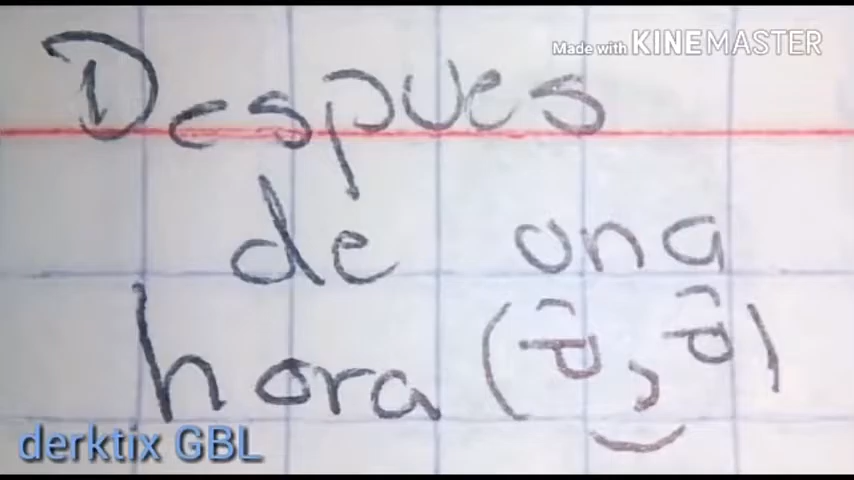 Made with KINEMASTER
Despues
de una
hora
derktix GBL